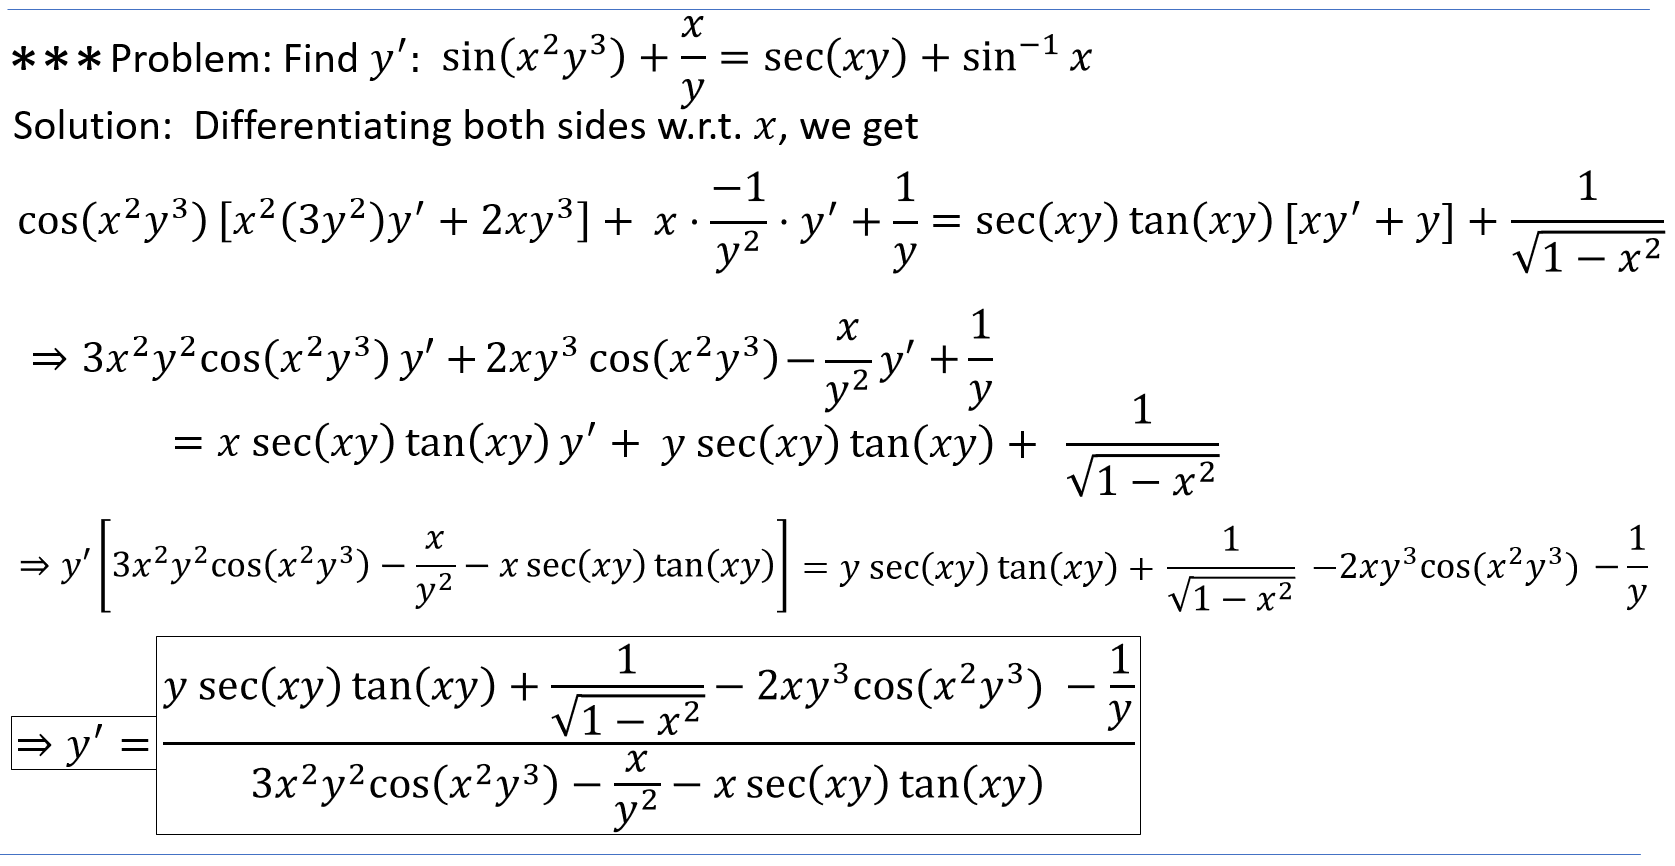 ***Problem: Find y′: sin(x²y³) + x/y = sec(xy) + sin⁻¹ x
Solution: Differentiating both sides w.r.t. x, we get
cos(x²y³) [x²(3y²)y′ + 2xy³] + x · −1/y² · y′ + 1/y = sec(xy) tan(xy) [xy′ + y] + 1/√(1 − x²)
⇒ 3x²y²cos(x²y³) y′ + 2xy³ cos(x²y³) − x/y² y′ + 1/y
= x sec(xy) tan(xy) y′ + y sec(xy) tan(xy) + 1/√(1 − x²)
⇒ y′ [3x²y²cos(x²y³) − x/y² − x sec(xy) tan(xy)] = y sec(xy) tan(xy) + 1/√(1 − x²) −2xy³cos(x²y³) − 1/y
⇒ y′ = (y sec(xy) tan(xy) + 1/√(1 − x²) − 2xy³cos(x²y³) − 1/y) / (3x²y²cos(x²y³) − x/y² − x sec(xy) tan(xy))